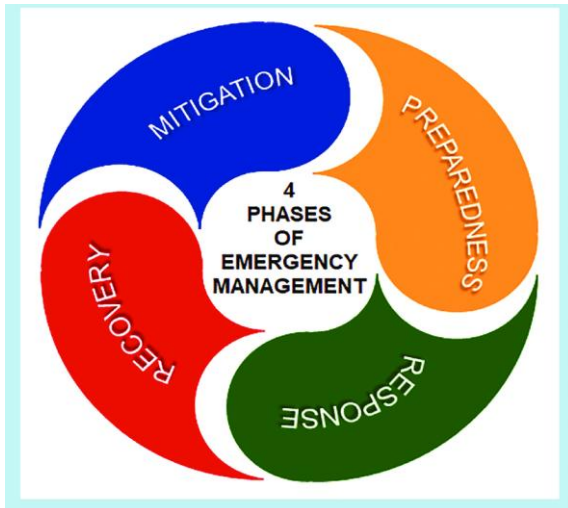 MITIGATION
PREPAREDNESS
4
PHASES
OF
EMERGENCY
MANAGEMENT
RECOVERY
RESPONSE